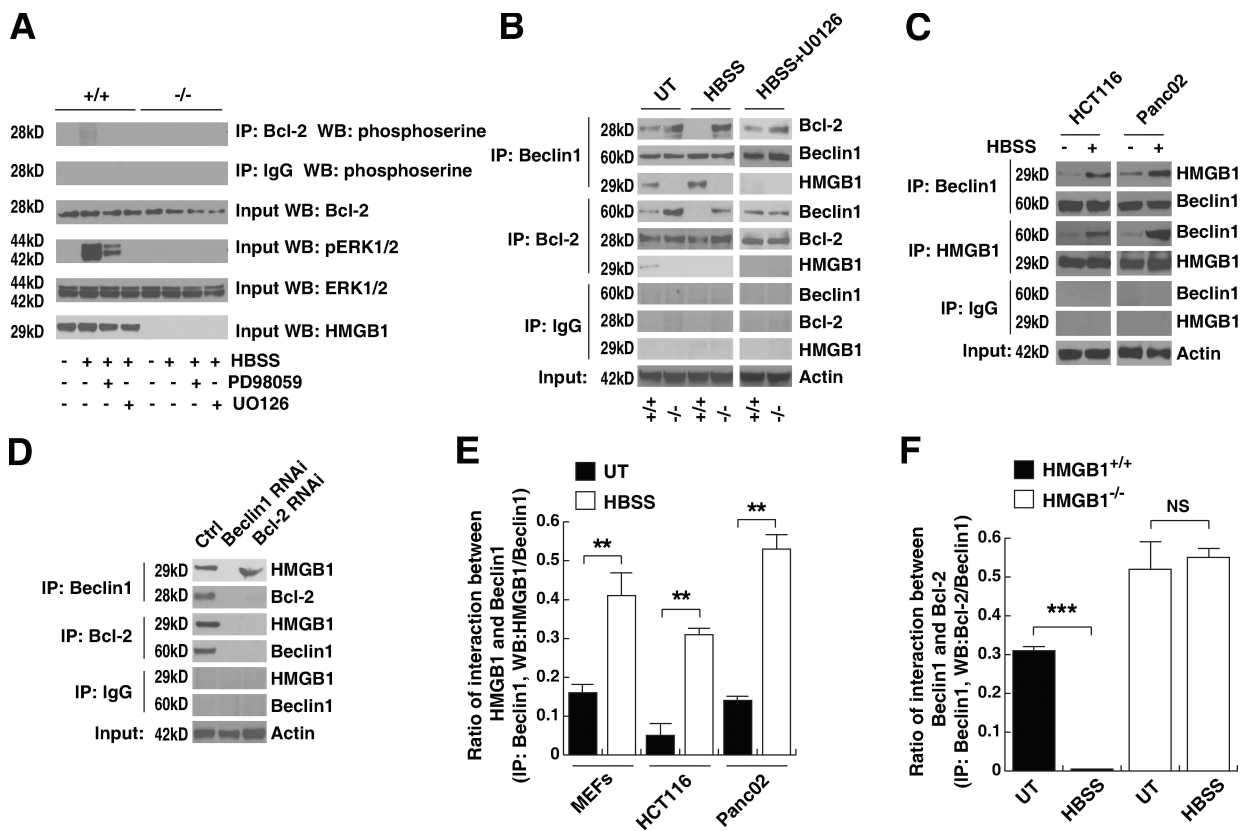 A
+/+ -/-
28kD IP: Bcl-2 WB: phosphoserine
28kD IP: IgG WB: phosphoserine
28kD Input WB: Bcl-2
44kD
42kD Input WB: pERK1/2
44kD
42kD Input WB: ERK1/2
29kD Input WB: HMGB1
- + + + - + + + HBSS
- - + - - - + - PD98059
- - - + - - - + UO126
B
UT HBSS HBSS+U0126
IP: Beclin1
28kD Bcl-2
60kD Beclin1
29kD HMGB1
IP: Bcl-2
60kD Beclin1
28kD Bcl-2
29kD HMGB1
IP: IgG
60kD Beclin1
28kD Bcl-2
29kD HMGB1
Input: 42kD Actin
+/+ -/- +/+ -/- +/+ -/-
C
HCT116 Panc02
HBSS - + - +
IP: Beclin1
29kD HMGB1
60kD Beclin1
IP: HMGB1
60kD Beclin1
29kD HMGB1
IP: IgG
60kD Beclin1
29kD HMGB1
Input: 42kD Actin
D
Ctrl Beclin1 RNAi Bcl-2 RNAi
IP: Beclin1
29kD HMGB1
28kD Bcl-2
IP: Bcl-2
29kD HMGB1
60kD Beclin1
IP: IgG
29kD HMGB1
60kD Beclin1
Input: 42kD Actin
E
UT
HBSS
Ratio of interaction between
HMGB1 and Beclin1
(IP: Beclin1, WB:HMGB1/Beclin1)
0.6
0.5
0.4
0.3
0.2
0.1
0
** ** **
MEFs HCT116 Panc02
F
HMGB1+/+
HMGB1-/-
Ratio of interaction between
Beclin1 and Bcl-2
(IP: Beclin1, WB:Bcl-2/Beclin1)
0.6
0.5
0.4
0.3
0.2
0.1
0
*** NS
UT HBSS UT HBSS